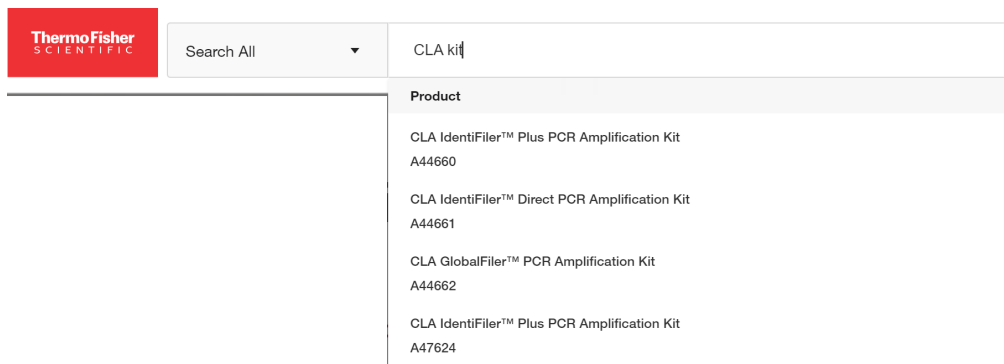 ThermoFisher
SCIENTIFIC
Search All
CLA kit
Product
CLA IdentiFiler™ Plus PCR Amplification Kit
A44660
CLA IdentiFiler™ Direct PCR Amplification Kit
A44661
CLA GlobalFiler™ PCR Amplification Kit
A44662
CLA IdentiFiler™ Plus PCR Amplification Kit
A47624